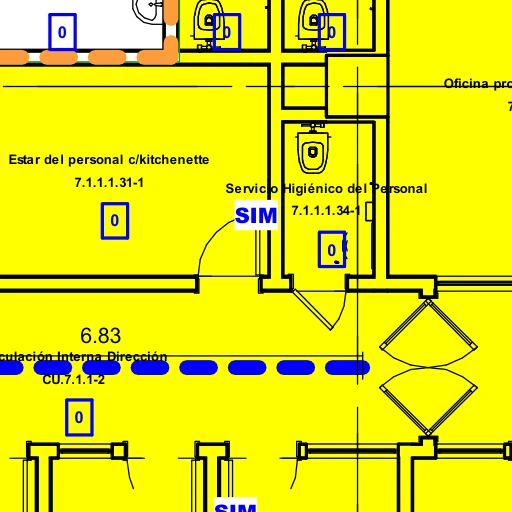 0
0
0
Oficina pro
7
Estar del personal c/kitchenette
7.1.1.1.31-1
0
Servicio Higiénico del Personal
7.1.1.1.34-1
SIM
0
6.83
culación Interna Dirección
CU.7.1.1-2
0
SIM